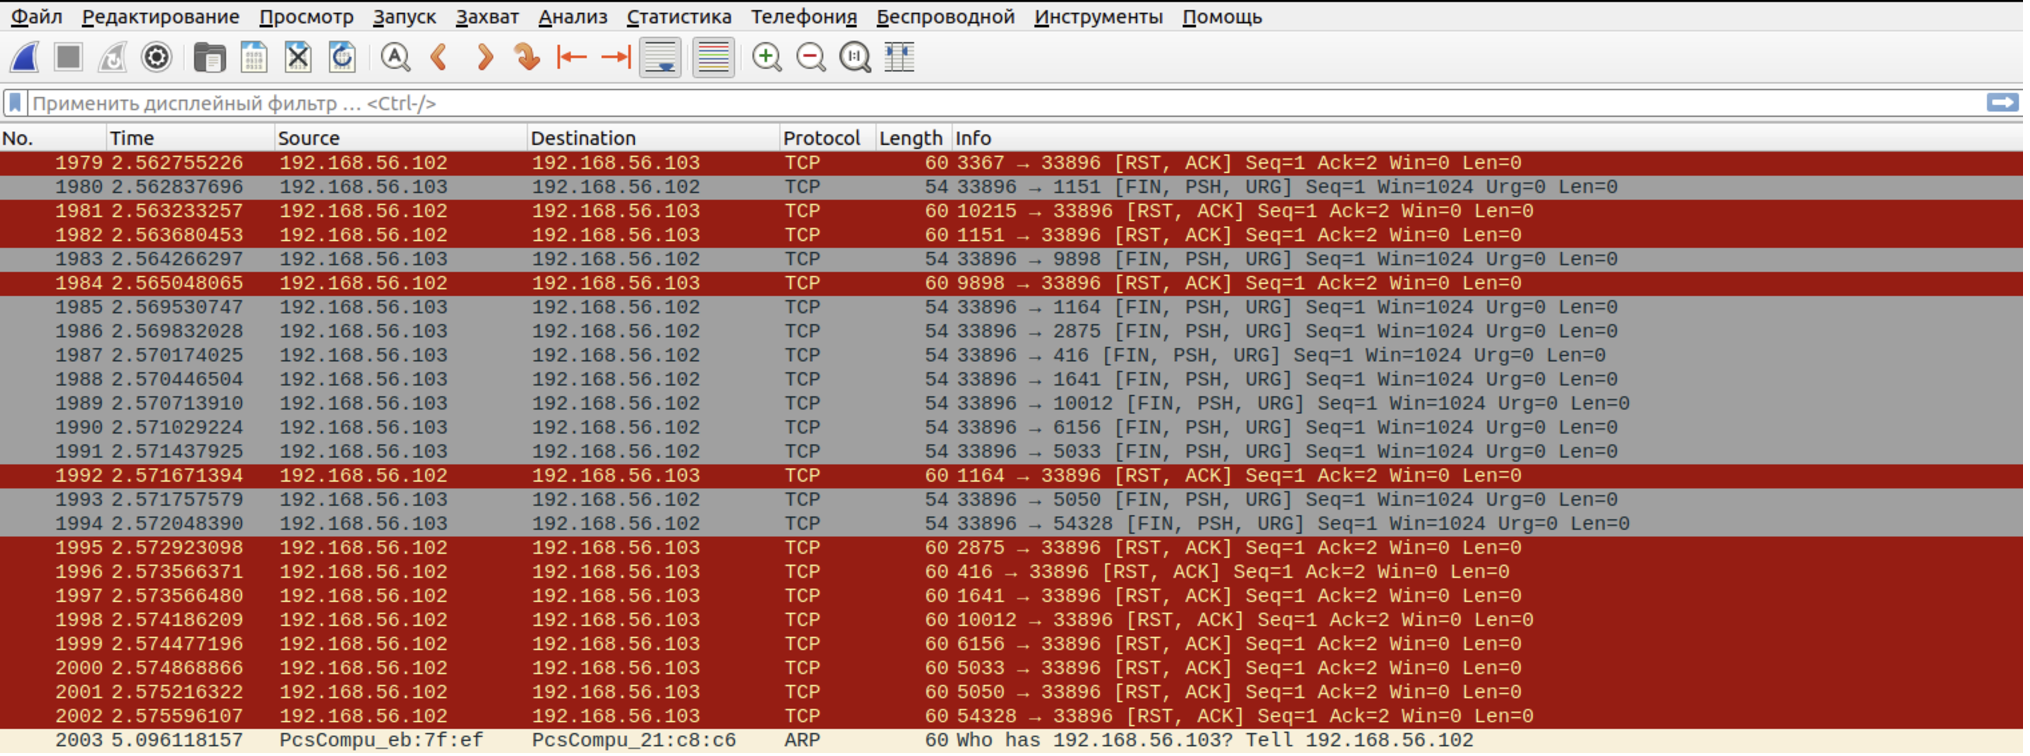 Файл Редактирование Просмотр Запуск Захват Анализ Статистика Телефония Беспроводной Инструменты Помощь
Применить дисплейный фильтр … <Ctrl-/>
No. Time Source Destination Protocol Length Info
1979 2.562755226 192.168.56.102 192.168.56.103 TCP 60 3367 → 33896 [RST, ACK] Seq=1 Ack=2 Win=0 Len=0
1980 2.562837696 192.168.56.103 192.168.56.102 TCP 54 33896 → 1151 [FIN, PSH, URG] Seq=1 Win=1024 Urg=0 Len=0
1981 2.563233257 192.168.56.102 192.168.56.103 TCP 60 10215 → 33896 [RST, ACK] Seq=1 Ack=2 Win=0 Len=0
1982 2.563680453 192.168.56.102 192.168.56.103 TCP 60 1151 → 33896 [RST, ACK] Seq=1 Ack=2 Win=0 Len=0
1983 2.564266297 192.168.56.103 192.168.56.102 TCP 54 33896 → 9898 [FIN, PSH, URG] Seq=1 Win=1024 Urg=0 Len=0
1984 2.565048065 192.168.56.102 192.168.56.103 TCP 60 9898 → 33896 [RST, ACK] Seq=1 Ack=2 Win=0 Len=0
1985 2.569530747 192.168.56.103 192.168.56.102 TCP 54 33896 → 1164 [FIN, PSH, URG] Seq=1 Win=1024 Urg=0 Len=0
1986 2.569832028 192.168.56.103 192.168.56.102 TCP 54 33896 → 2875 [FIN, PSH, URG] Seq=1 Win=1024 Urg=0 Len=0
1987 2.570174025 192.168.56.103 192.168.56.102 TCP 54 33896 → 416 [FIN, PSH, URG] Seq=1 Win=1024 Urg=0 Len=0
1988 2.570446504 192.168.56.103 192.168.56.102 TCP 54 33896 → 1641 [FIN, PSH, URG] Seq=1 Win=1024 Urg=0 Len=0
1989 2.570713910 192.168.56.103 192.168.56.102 TCP 54 33896 → 10012 [FIN, PSH, URG] Seq=1 Win=1024 Urg=0 Len=0
1990 2.571029224 192.168.56.103 192.168.56.102 TCP 54 33896 → 6156 [FIN, PSH, URG] Seq=1 Win=1024 Urg=0 Len=0
1991 2.571437925 192.168.56.103 192.168.56.102 TCP 54 33896 → 5033 [FIN, PSH, URG] Seq=1 Win=1024 Urg=0 Len=0
1992 2.571671394 192.168.56.102 192.168.56.103 TCP 60 1164 → 33896 [RST, ACK] Seq=1 Ack=2 Win=0 Len=0
1993 2.571757579 192.168.56.103 192.168.56.102 TCP 54 33896 → 5050 [FIN, PSH, URG] Seq=1 Win=1024 Urg=0 Len=0
1994 2.572048390 192.168.56.103 192.168.56.102 TCP 54 33896 → 54328 [FIN, PSH, URG] Seq=1 Win=1024 Urg=0 Len=0
1995 2.572923098 192.168.56.102 192.168.56.103 TCP 60 2875 → 33896 [RST, ACK] Seq=1 Ack=2 Win=0 Len=0
1996 2.573566371 192.168.56.102 192.168.56.103 TCP 60 416 → 33896 [RST, ACK] Seq=1 Ack=2 Win=0 Len=0
1997 2.573566480 192.168.56.102 192.168.56.103 TCP 60 1641 → 33896 [RST, ACK] Seq=1 Ack=2 Win=0 Len=0
1998 2.574186209 192.168.56.102 192.168.56.103 TCP 60 10012 → 33896 [RST, ACK] Seq=1 Ack=2 Win=0 Len=0
1999 2.574477196 192.168.56.102 192.168.56.103 TCP 60 6156 → 33896 [RST, ACK] Seq=1 Ack=2 Win=0 Len=0
2000 2.574868866 192.168.56.102 192.168.56.103 TCP 60 5033 → 33896 [RST, ACK] Seq=1 Ack=2 Win=0 Len=0
2001 2.575216322 192.168.56.102 192.168.56.103 TCP 60 5050 → 33896 [RST, ACK] Seq=1 Ack=2 Win=0 Len=0
2002 2.575596107 192.168.56.102 192.168.56.103 TCP 60 54328 → 33896 [RST, ACK] Seq=1 Ack=2 Win=0 Len=0
2003 5.096118157 PcsCompu_eb:7f:ef PcsCompu_21:c8:c6 ARP 60 Who has 192.168.56.103? Tell 192.168.56.102